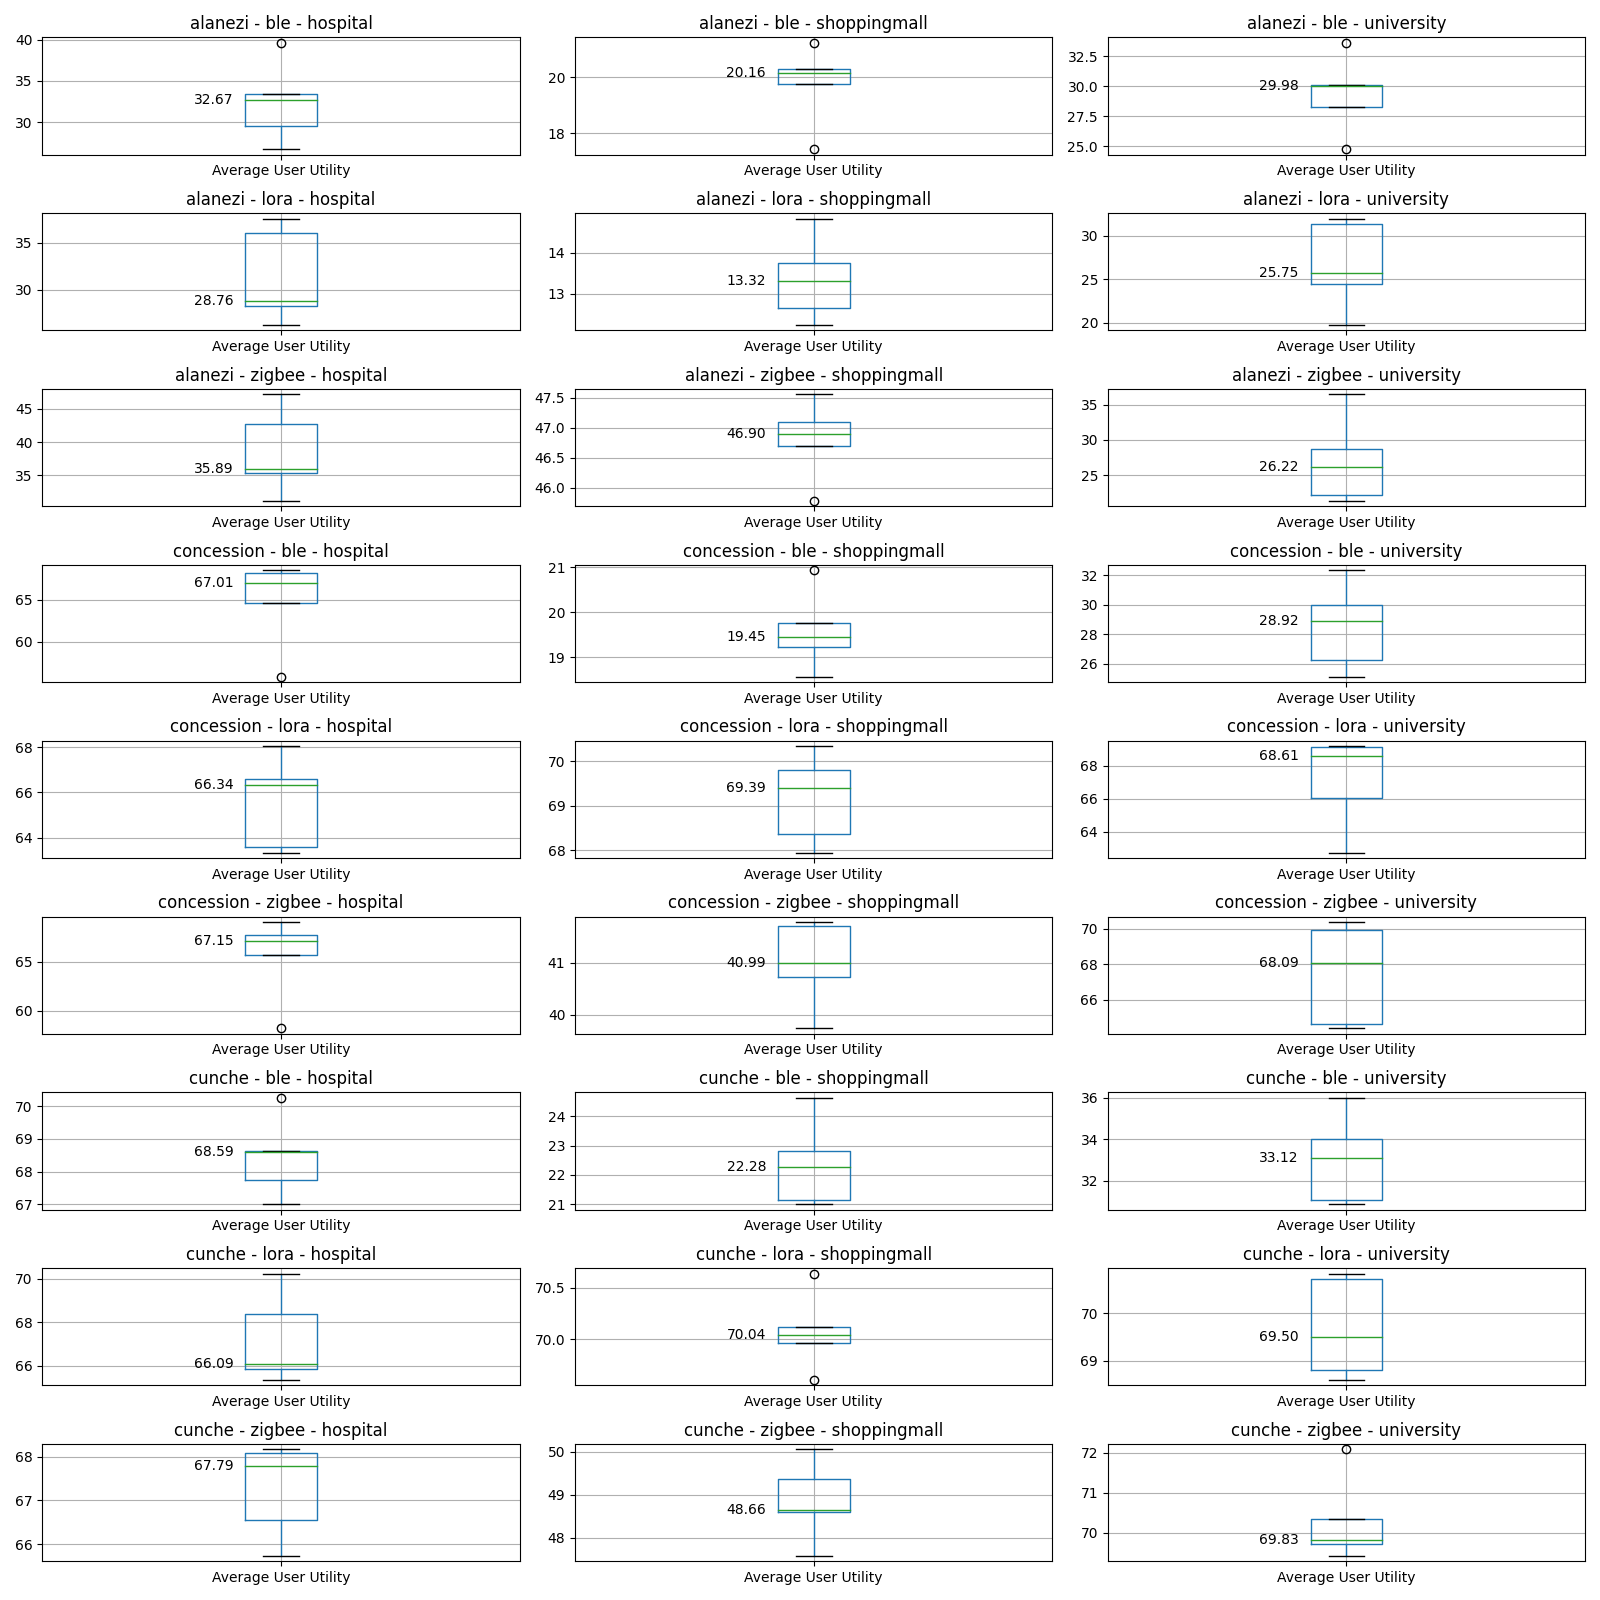 alanezi - ble - hospital
40
35
30
32.67
Average User Utility
alanezi - ble - shoppingmall
20
18
20.16
Average User Utility
alanezi - ble - university
32.5
30.0
27.5
25.0
29.98
Average User Utility
alanezi - lora - hospital
35
30
28.76
Average User Utility
alanezi - lora - shoppingmall
14
13
13.32
Average User Utility
alanezi - lora - university
30
25
20
25.75
Average User Utility
alanezi - zigbee - hospital
45
40
35
35.89
Average User Utility
alanezi - zigbee - shoppingmall
47.5
47.0
46.5
46.0
46.90
Average User Utility
alanezi - zigbee - university
35
30
25
26.22
Average User Utility
concession - ble - hospital
65
60
67.01
Average User Utility
concession - ble - shoppingmall
21
20
19
19.45
Average User Utility
concession - ble - university
32
30
28
26
28.92
Average User Utility
concession - lora - hospital
68
66
64
66.34
Average User Utility
concession - lora - shoppingmall
70
69
68
69.39
Average User Utility
concession - lora - university
68
66
64
68.61
Average User Utility
concession - zigbee - hospital
65
60
67.15
Average User Utility
concession - zigbee - shoppingmall
41
40
40.99
Average User Utility
concession - zigbee - university
70
68
66
68.09
Average User Utility
cunche - ble - hospital
70
69
68
67
68.59
Average User Utility
cunche - ble - shoppingmall
24
23
22
21
22.28
Average User Utility
cunche - ble - university
36
34
32
33.12
Average User Utility
cunche - lora - hospital
70
68
66
66.09
Average User Utility
cunche - lora - shoppingmall
70.5
70.0
70.04
Average User Utility
cunche - lora - university
70
69
69.50
Average User Utility
cunche - zigbee - hospital
68
67
66
67.79
Average User Utility
cunche - zigbee - shoppingmall
50
49
48
48.66
Average User Utility
cunche - zigbee - university
72
71
70
69.83
Average User Utility